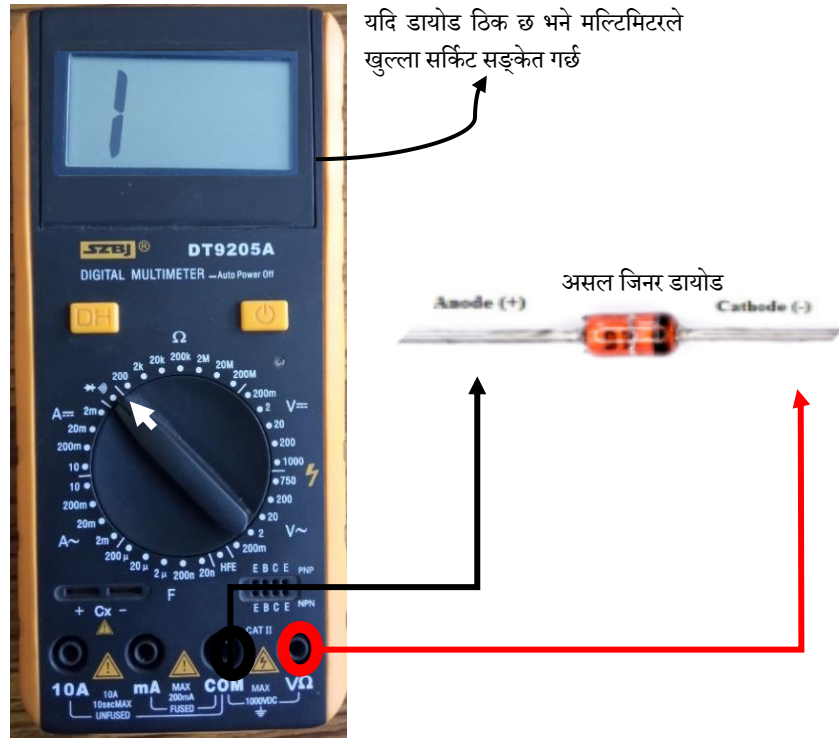 यदि डायोड ठिक छ भने मल्टिमिटरले
खुल्ला सर्किट सङ्केत गर्छ
1
SZBJ ®
DT9205A
DIGITAL MULTIMETER – Auto Power Off
DH
असल जिनर डायोड
Anode (+)
Cathode (-)
Ω
200 2k 20k 200k 2M 20M 200M
A⎓ 2m 20m 200m 10
10 200m 20m 2m 200μ
A~
200m 2 20 200 1000
V⎓
750 200 20 2 200m
V~
20μ 2μ 200n 20n HFE
F
E B C E PNP
E B C E NPN
+ Cx −
CAT II
10A
10A
10secMAX
UNFUSED
mA
MAX
200mA
FUSED
COM
MAX
1000VDC
VΩ